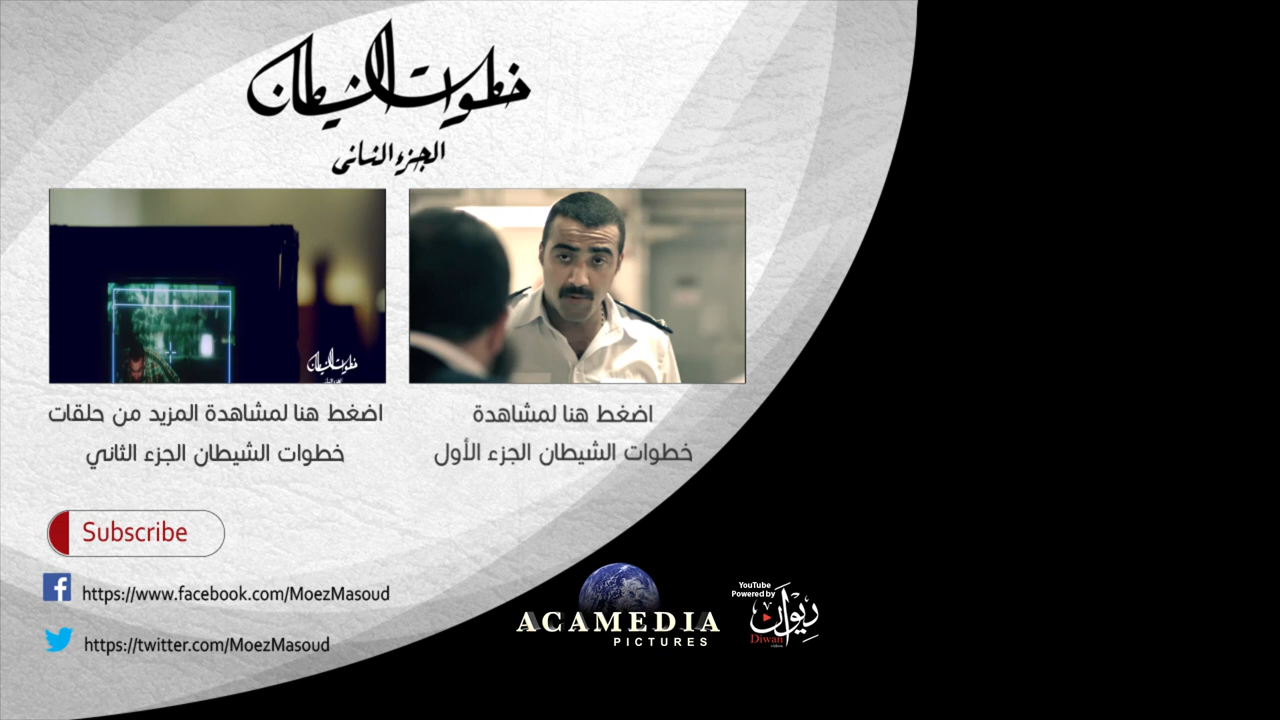 خطوات الشيطان
الجزء الثاني
خطوات الشيطان
اضغط هنا لمشاهدة المزيد من حلقات
خطوات الشيطان الجزء الثاني
اضغط هنا لمشاهدة
خطوات الشيطان الجزء الأول
Subscribe
https://www.facebook.com/MoezMasoud
https://twitter.com/MoezMasoud
ACAMEDIA
PICTURES
YouTube
Powered by
ديوان
Diwan